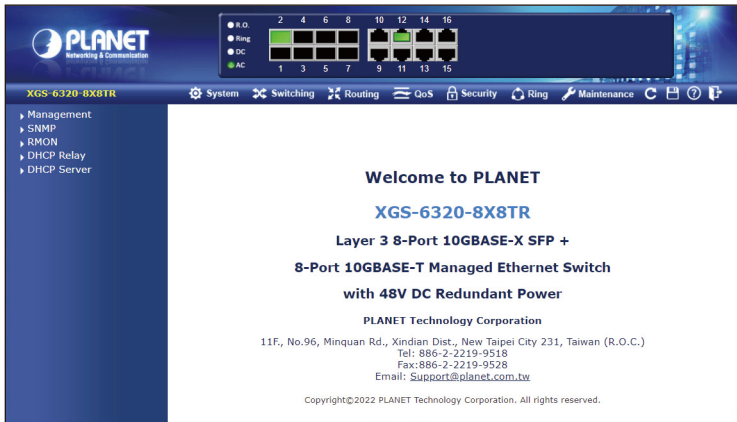 PLANET
Networking & Communication
R.O.
Ring
DC
AC
2 4 6 8 10 12 14 16
1 3 5 7 9 11 13 15
XGS-6320-8X8TR
System Switching Routing QoS Security Ring Maintenance
Management
SNMP
RMON
DHCP Relay
DHCP Server
Welcome to PLANET
XGS-6320-8X8TR
Layer 3 8-Port 10GBASE-X SFP +
8-Port 10GBASE-T Managed Ethernet Switch
with 48V DC Redundant Power
PLANET Technology Corporation
11F., No.96, Minquan Rd., Xindian Dist., New Taipei City 231, Taiwan (R.O.C.)
Tel: 886-2-2219-9518
Fax:886-2-2219-9528
Email: Support@planet.com.tw
Copyright©2022 PLANET Technology Corporation. All rights reserved.